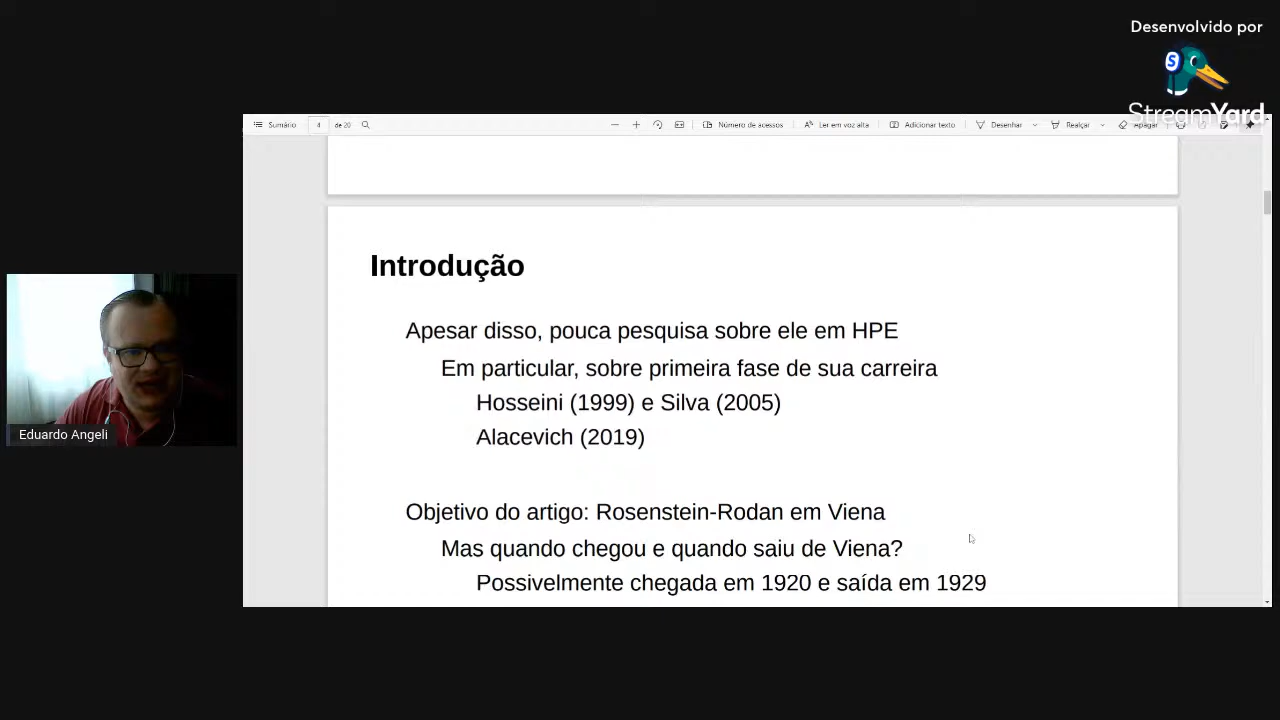 Desenvolvido por
StreamYard
Sumário 4 de 20 Número de acessos Ler em voz alta Adicionar texto Desenhar Realçar Apagar
Introdução
Apesar disso, pouca pesquisa sobre ele em HPE
Em particular, sobre primeira fase de sua carreira
Hosseini (1999) e Silva (2005)
Alacevich (2019)
Objetivo do artigo: Rosenstein-Rodan em Viena
Mas quando chegou e quando saiu de Viena?
Possivelmente chegada em 1920 e saída em 1929
Eduardo Angeli